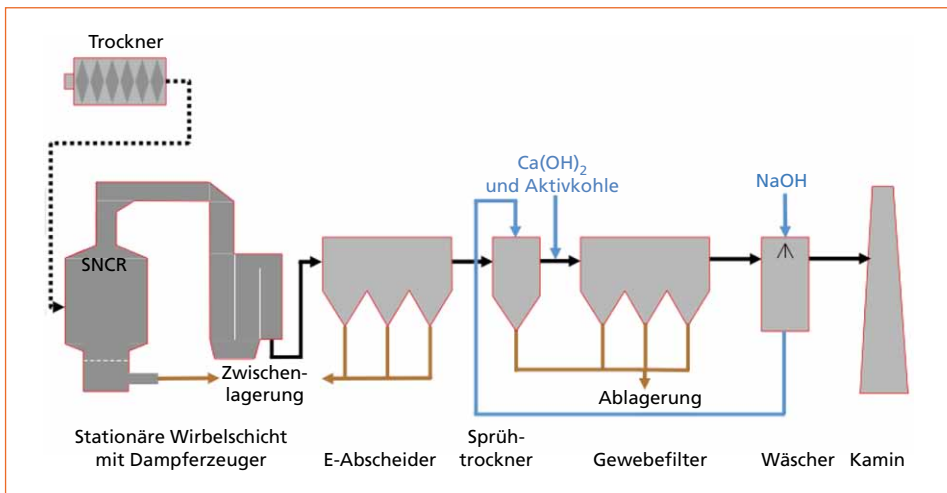 Trockner
Ca(OH)2
und Aktivkohle
NaOH
SNCR
Zwischen-
lagerung
Ablagerung
Stationäre Wirbelschicht
mit Dampferzeuger
E-Abscheider
Sprüh-
trockner
Gewebefilter
Wäscher
Kamin